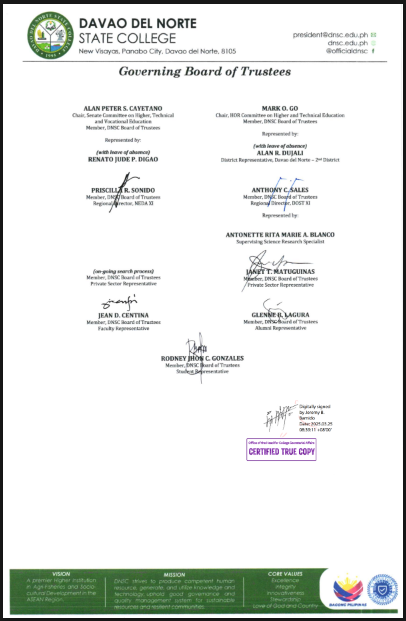 DAVAO DEL NORTE
STATE COLLEGE
New Visayas, Panabo City, Davao del Norte, 8105
president@dnsc.edu.ph
dnsc.edu.ph
@officialdnsc
Governing Board of Trustees
ALAN PETER S. CAYETANO
Chair, Senate Committee on Higher, Technical
and Vocational Education
Member, DNSC Board of Trustees
Represented by:
(with leave of absence)
RENATO JUDE P. DIGAO
MARK O. GO
Chair, HOR Committee on Higher and Technical Education
Member, DNSC Board of Trustees
Represented by:
(with leave of absence)
ALAN R. DUJALI
District Representative, Davao del Norte – 2nd District
PRISCILLA R. SONIDO
Member, DNSC Board of Trustees
Regional Director, NEDA XI
ANTHONY C. SALES
Member, DNSC Board of Trustees
Regional Director, DOST XI
Represented by:
ANTONETTE RITA MARIE A. BLANCO
Supervising Science Research Specialist
(on-going search process)
Member, DNSC Board of Trustees
Private Sector Representative
JANET T. MATUGUINAS
Member, DNSC Board of Trustees
Private Sector Representative
JEAN D. CENTINA
Member, DNSC Board of Trustees
Faculty Representative
GLENNE B. LAGURA
Member, DNSC Board of Trustees
Alumni Representative
RODNEY JHON C. GONZALES
Member, DNSC Board of Trustees
Student Representative
Digitally signed
by Jeremy B.
Barrido
Date: 2025.03.25
08:59:11 +08'00'
CERTIFIED TRUE COPY
VISION
A premier higher institution
in Agri-Fisheries and Socio-
cultural Development in the
ASEAN Region.
MISSION
DNSC strives to produce competent human
resource, generate and utilize knowledge and
technology, uphold good governance and
quality management system for sustainable
resources and resilient communities.
CORE VALUES
Excellence
Integrity
Innovativeness
Stewardship
Love of God and Country
BAGONG PILIPINAS